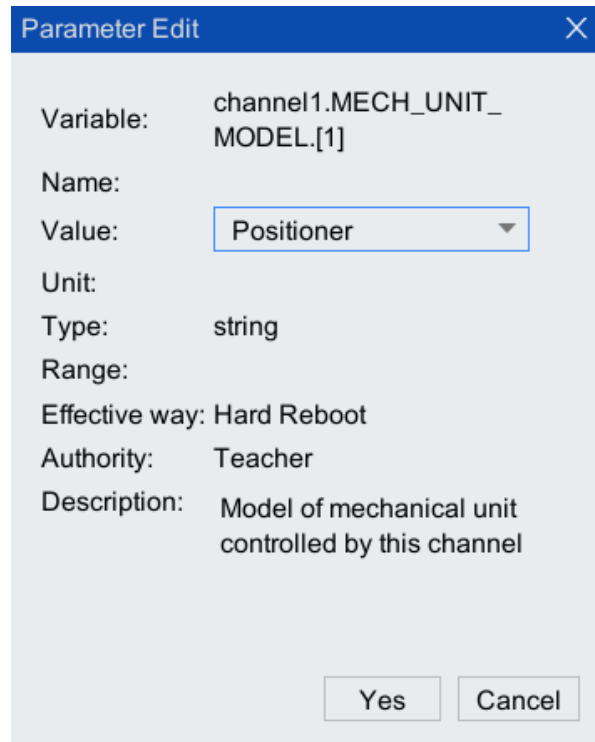 Parameter Edit
Variable: channel1.MECH_UNIT_
MODEL.[1]
Name:
Value: Positioner
Unit:
Type: string
Range:
Effective way: Hard Reboot
Authority: Teacher
Description: Model of mechanical unit
controlled by this channel
Yes Cancel